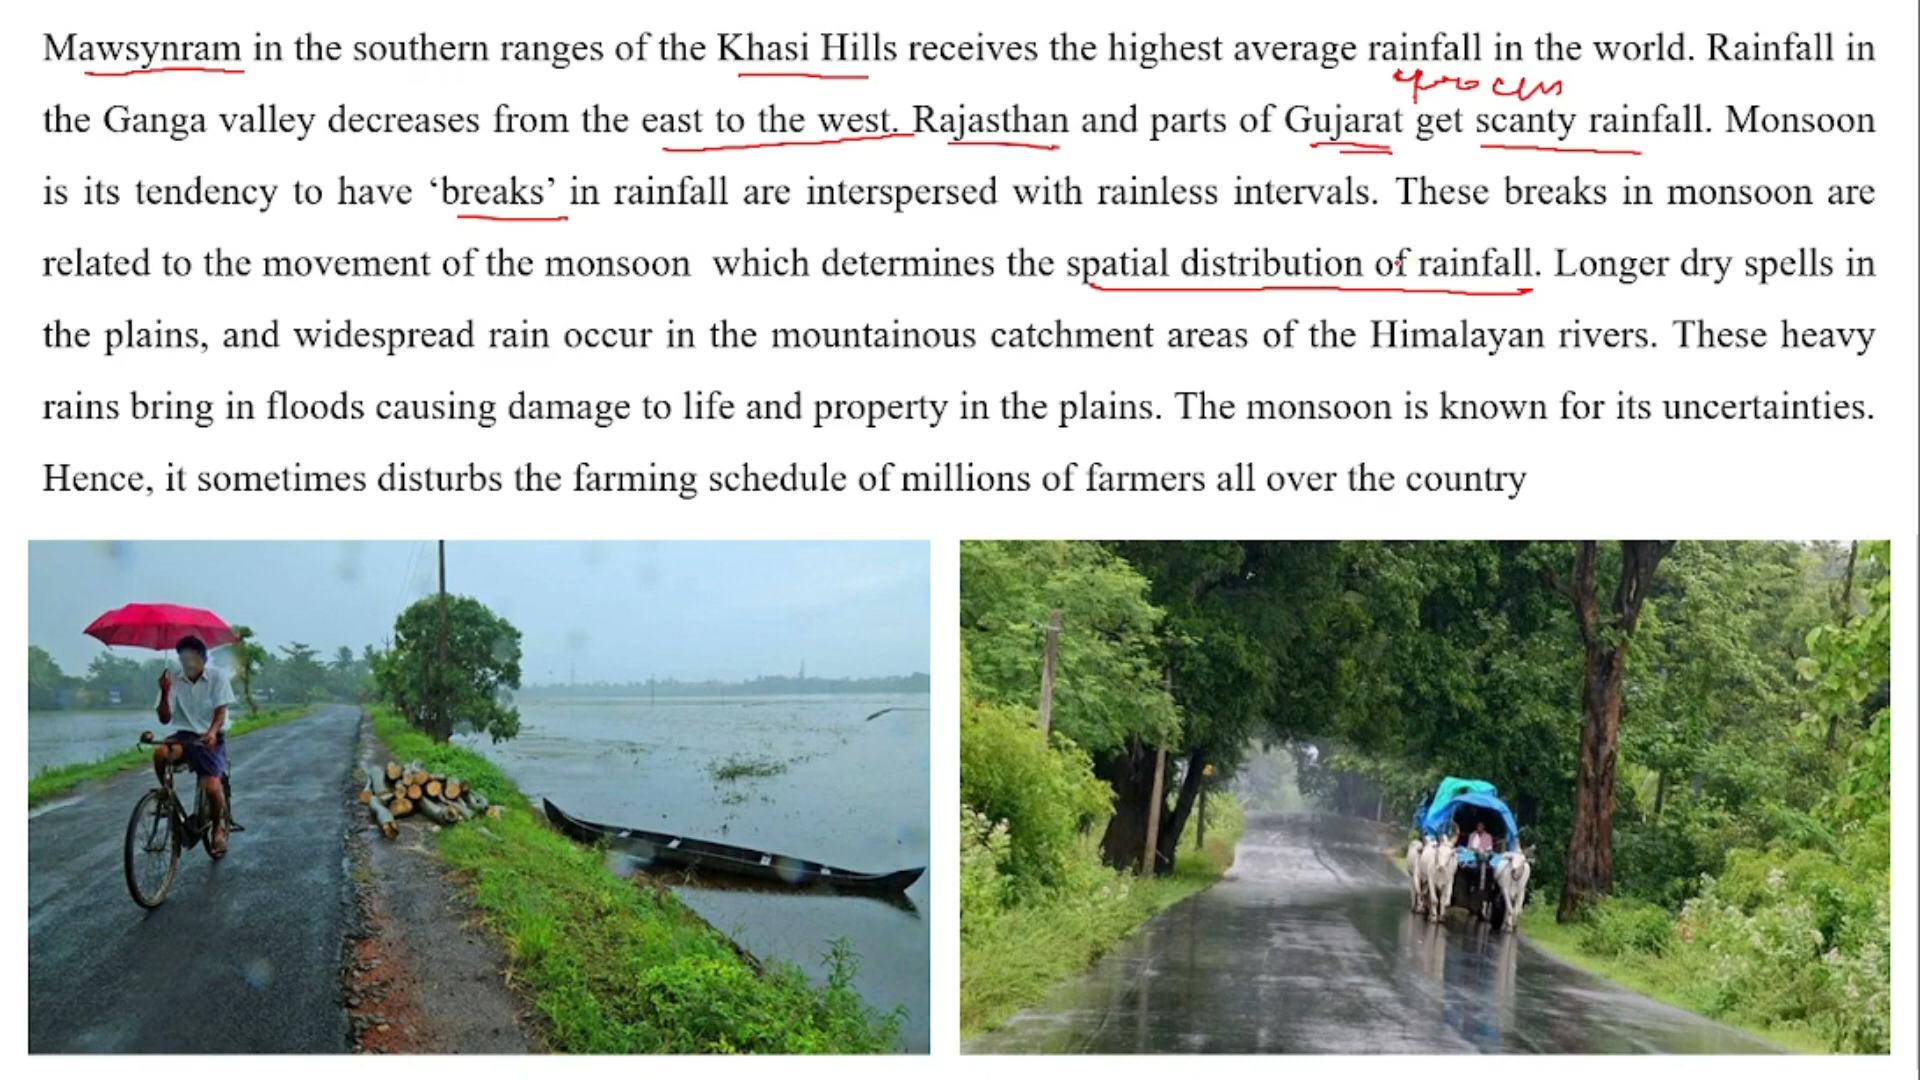 Mawsynram in the southern ranges of the Khasi Hills receives the highest average rainfall in the world. Rainfall in
the Ganga valley decreases from the east to the west. Rajasthan and parts of Gujarat get scanty rainfall. Monsoon
is its tendency to have ‘breaks’ in rainfall are interspersed with rainless intervals. These breaks in monsoon are
related to the movement of the monsoon which determines the spatial distribution of rainfall. Longer dry spells in
the plains, and widespread rain occur in the mountainous catchment areas of the Himalayan rivers. These heavy
rains bring in floods causing damage to life and property in the plains. The monsoon is known for its uncertainties.
Hence, it sometimes disturbs the farming schedule of millions of farmers all over the country